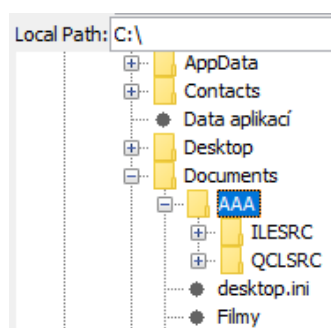 Local Path: C:\
AppData
Contacts
Data aplikací
Desktop
Documents
AAA
ILESRC
QCLSRC
desktop.ini
Filmy